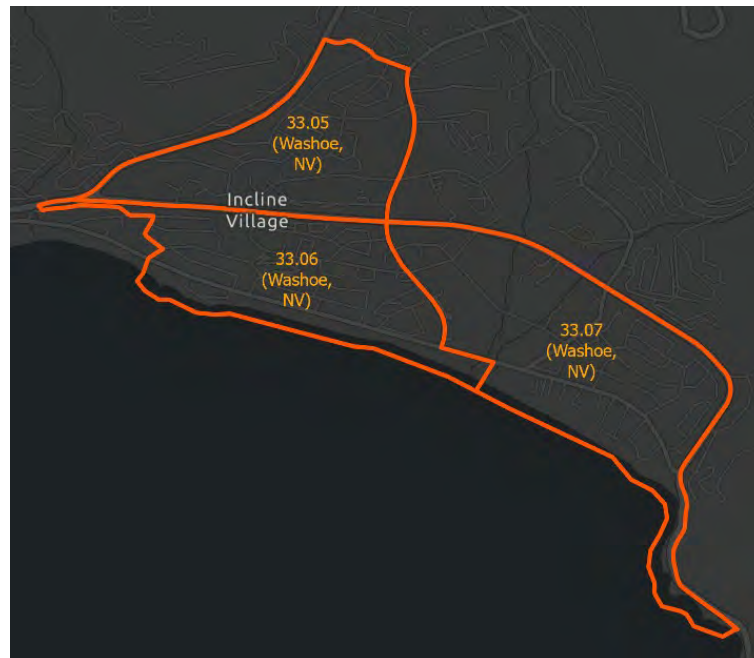 33.05
(Washoe,
NV)
Incline
Village
33.06
(Washoe,
NV)
33.07
(Washoe,
NV)